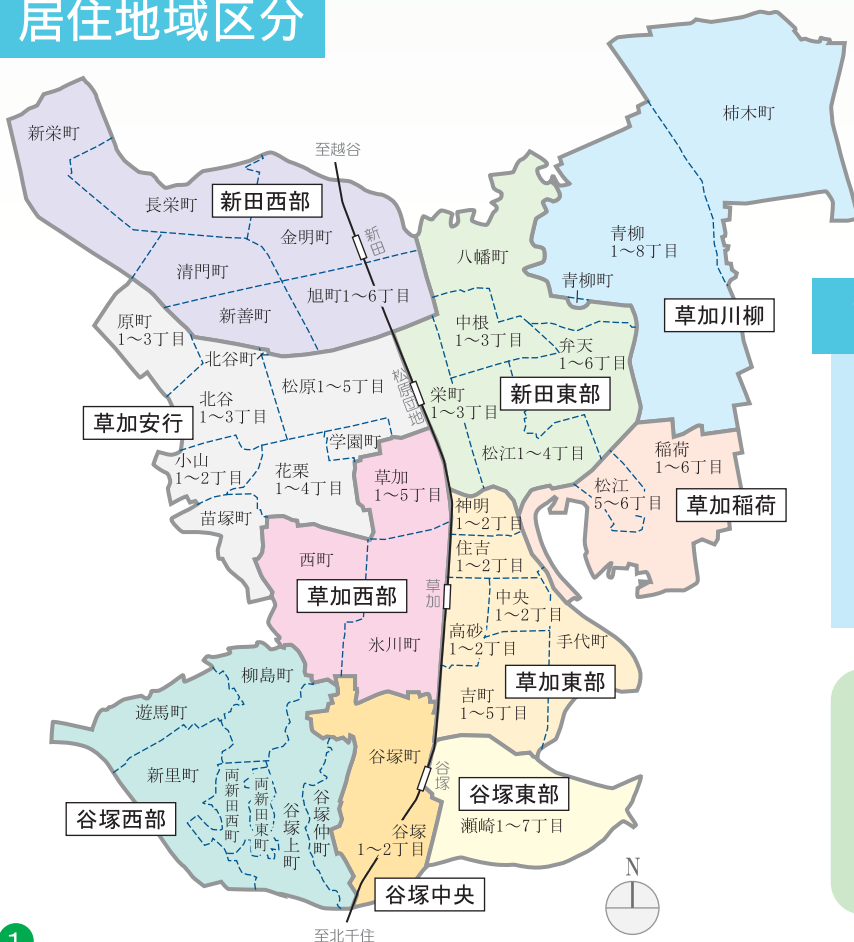 居住地域区分
至越谷
新栄町
長栄町
新田西部
金明町
新田
清門町
旭町1～6丁目
新善町
柿木町
青柳
1～8丁目
青柳町
草加川柳
八幡町
中根
1～3丁目
弁天
1～6丁目
栄町
1～3丁目
新田東部
松江1～4丁目
原町
1～3丁目
北谷町
北谷
1～3丁目
松原1～5丁目
松原団地
草加安行
学園町
小山
1～2丁目
花栗
1～4丁目
苗塚町
草加
1～5丁目
稲荷
1～6丁目
松江
5～6丁目
草加稲荷
神明
1～2丁目
住吉
1～2丁目
西町
草加西部
草加
中央
1～2丁目
高砂
1～2丁目
手代町
氷川町
草加東部
吉町
1～5丁目
柳島町
遊馬町
新里町
両新田西町
両新田東町
谷塚上町
谷塚仲町
谷塚西部
谷塚町
谷塚
谷塚
1～2丁目
谷塚東部
瀬崎1～7丁目
谷塚中央
至北千住
N
1